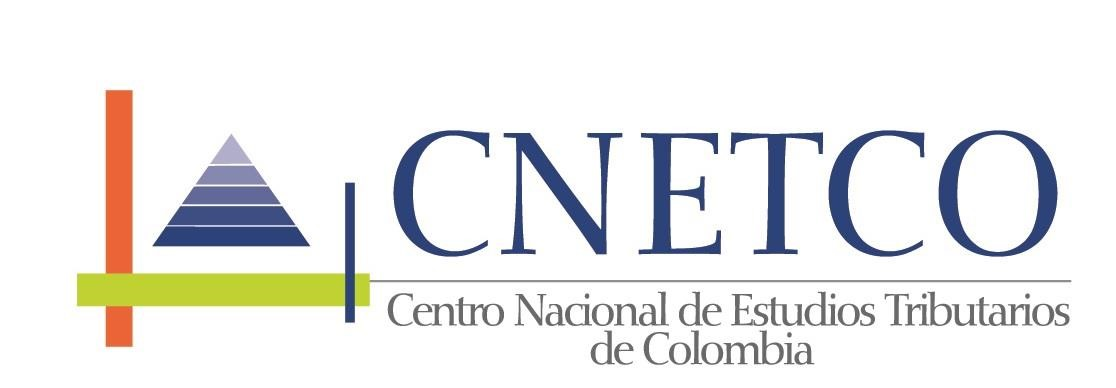 CNETCO
Centro Nacional de Estudios Tributarios
de Colombia